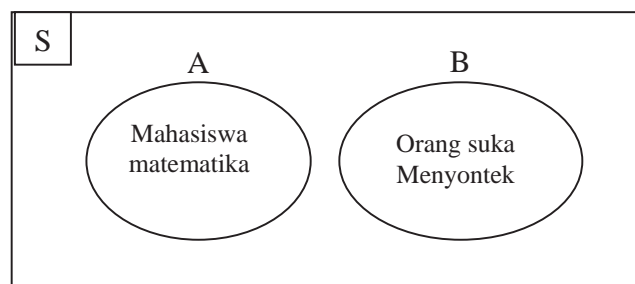 S
A
B
Mahasiswa
matematika
Orang suka
Menyontek